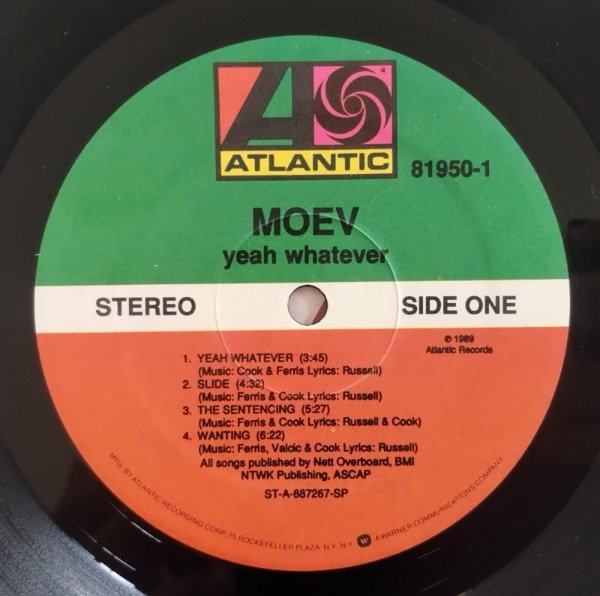 ATLANTIC
81950-1
MOEV
yeah whatever
STEREO
SIDE ONE
℗ 1989
Atlantic Records
1. YEAH WHATEVER (3:45)
(Music: Cook & Ferris Lyrics: Russell)
2. SLIDE (4:32)
(Music: Ferris & Cook Lyrics: Russell)
3. THE SENTENCING (5:27)
(Music: Ferris & Cook Lyrics: Russell & Cook)
4. WANTING (6:22)
(Music: Ferris, Valcic & Cook Lyrics: Russell)
All songs published by Nett Overboard, BMI
NTWK Publishing, ASCAP
ST-A-887267-SP
MFG. BY ATLANTIC RECORDING CORP. 75 ROCKEFELLER PLAZA N.Y. N.Y. A WARNER COMMUNICATIONS COMPANY